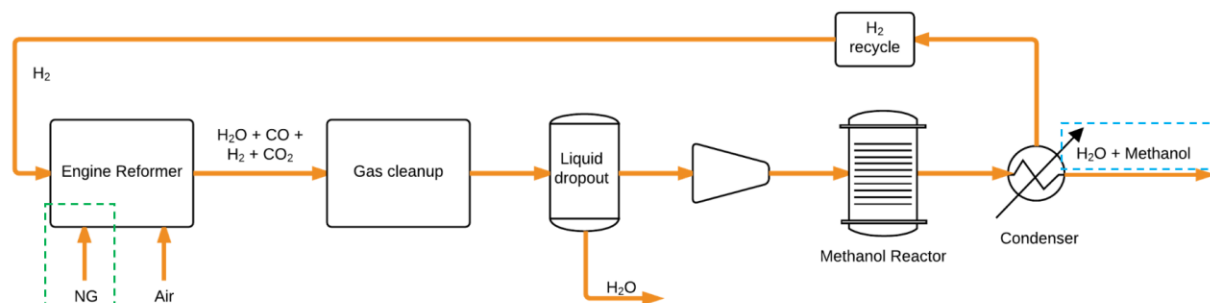 H₂
recycle
H₂
Engine Reformer
H₂O + CO +
H₂ + CO₂
Gas cleanup
Liquid
dropout
Methanol Reactor
H₂O + Methanol
Condenser
NG
Air
H₂O